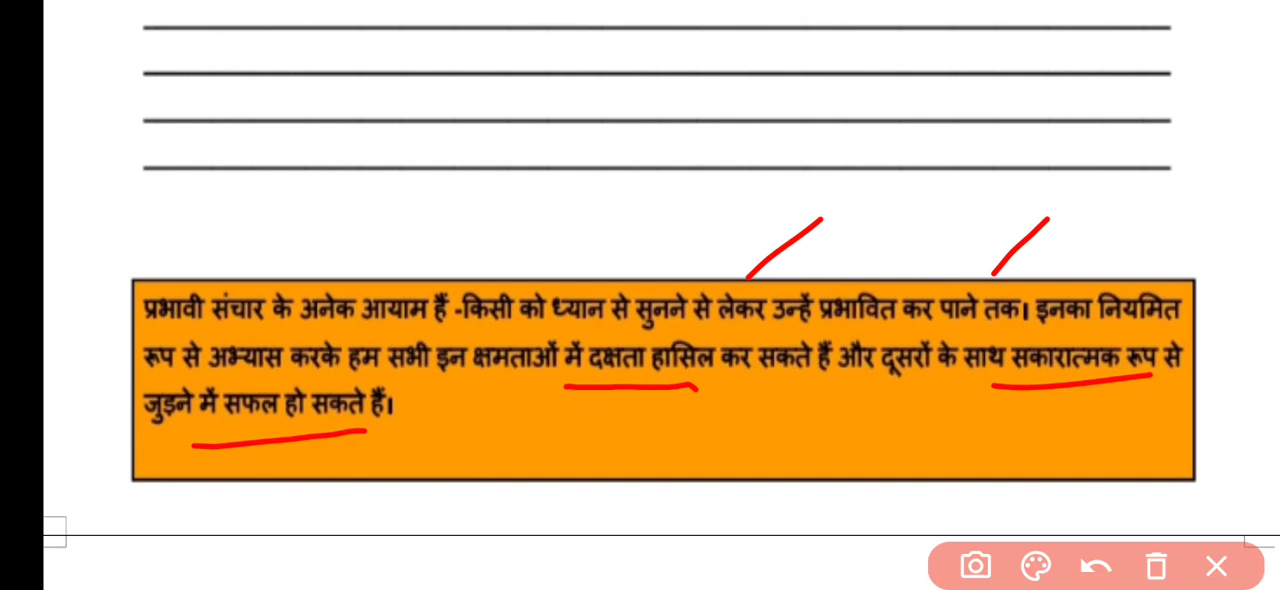 प्रभावी संचार के अनेक आयाम हैं -किसी को ध्यान से सुनने से लेकर उन्हें प्रभावित कर पाने तक। इनका नियमित
रूप से अभ्यास करके हम सभी इन क्षमताओं में दक्षता हासिल कर सकते हैं और दूसरों के साथ सकारात्मक रूप से
जुड़ने में सफल हो सकते हैं।